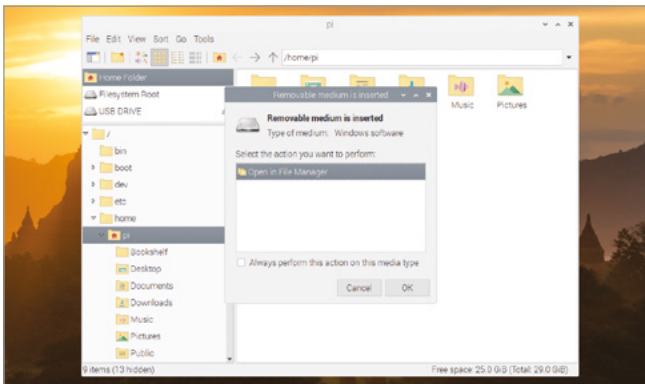 pi
File Edit View Sort Go Tools
/home/pi
Home Folder
Filesystem Root
USB DRIVE
/
bin
boot
dev
etc
home
pi
Bookshelf
Desktop
Documents
Downloads
Music
Pictures
Public
Music
Pictures
Removable medium is inserted
Removable medium is inserted
Type of medium: Windows software
Select the action you want to perform:
Open in File Manager
Always perform this action on this media type
Cancel OK
9 items (13 hidden)
Free space: 25.0 GiB (Total: 29.0 GiB)